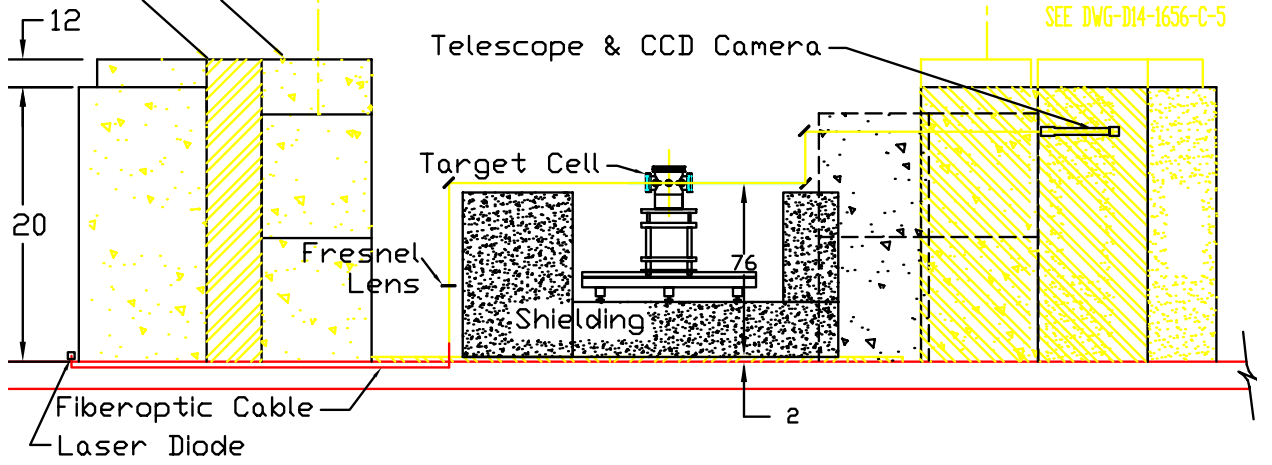 SEE DWG-D14-1656-C-5
12
Telescope & CCD Camera
Target Cell
20
Fresnel
Lens
76
Shielding
Fiberoptic Cable
2
Laser Diode